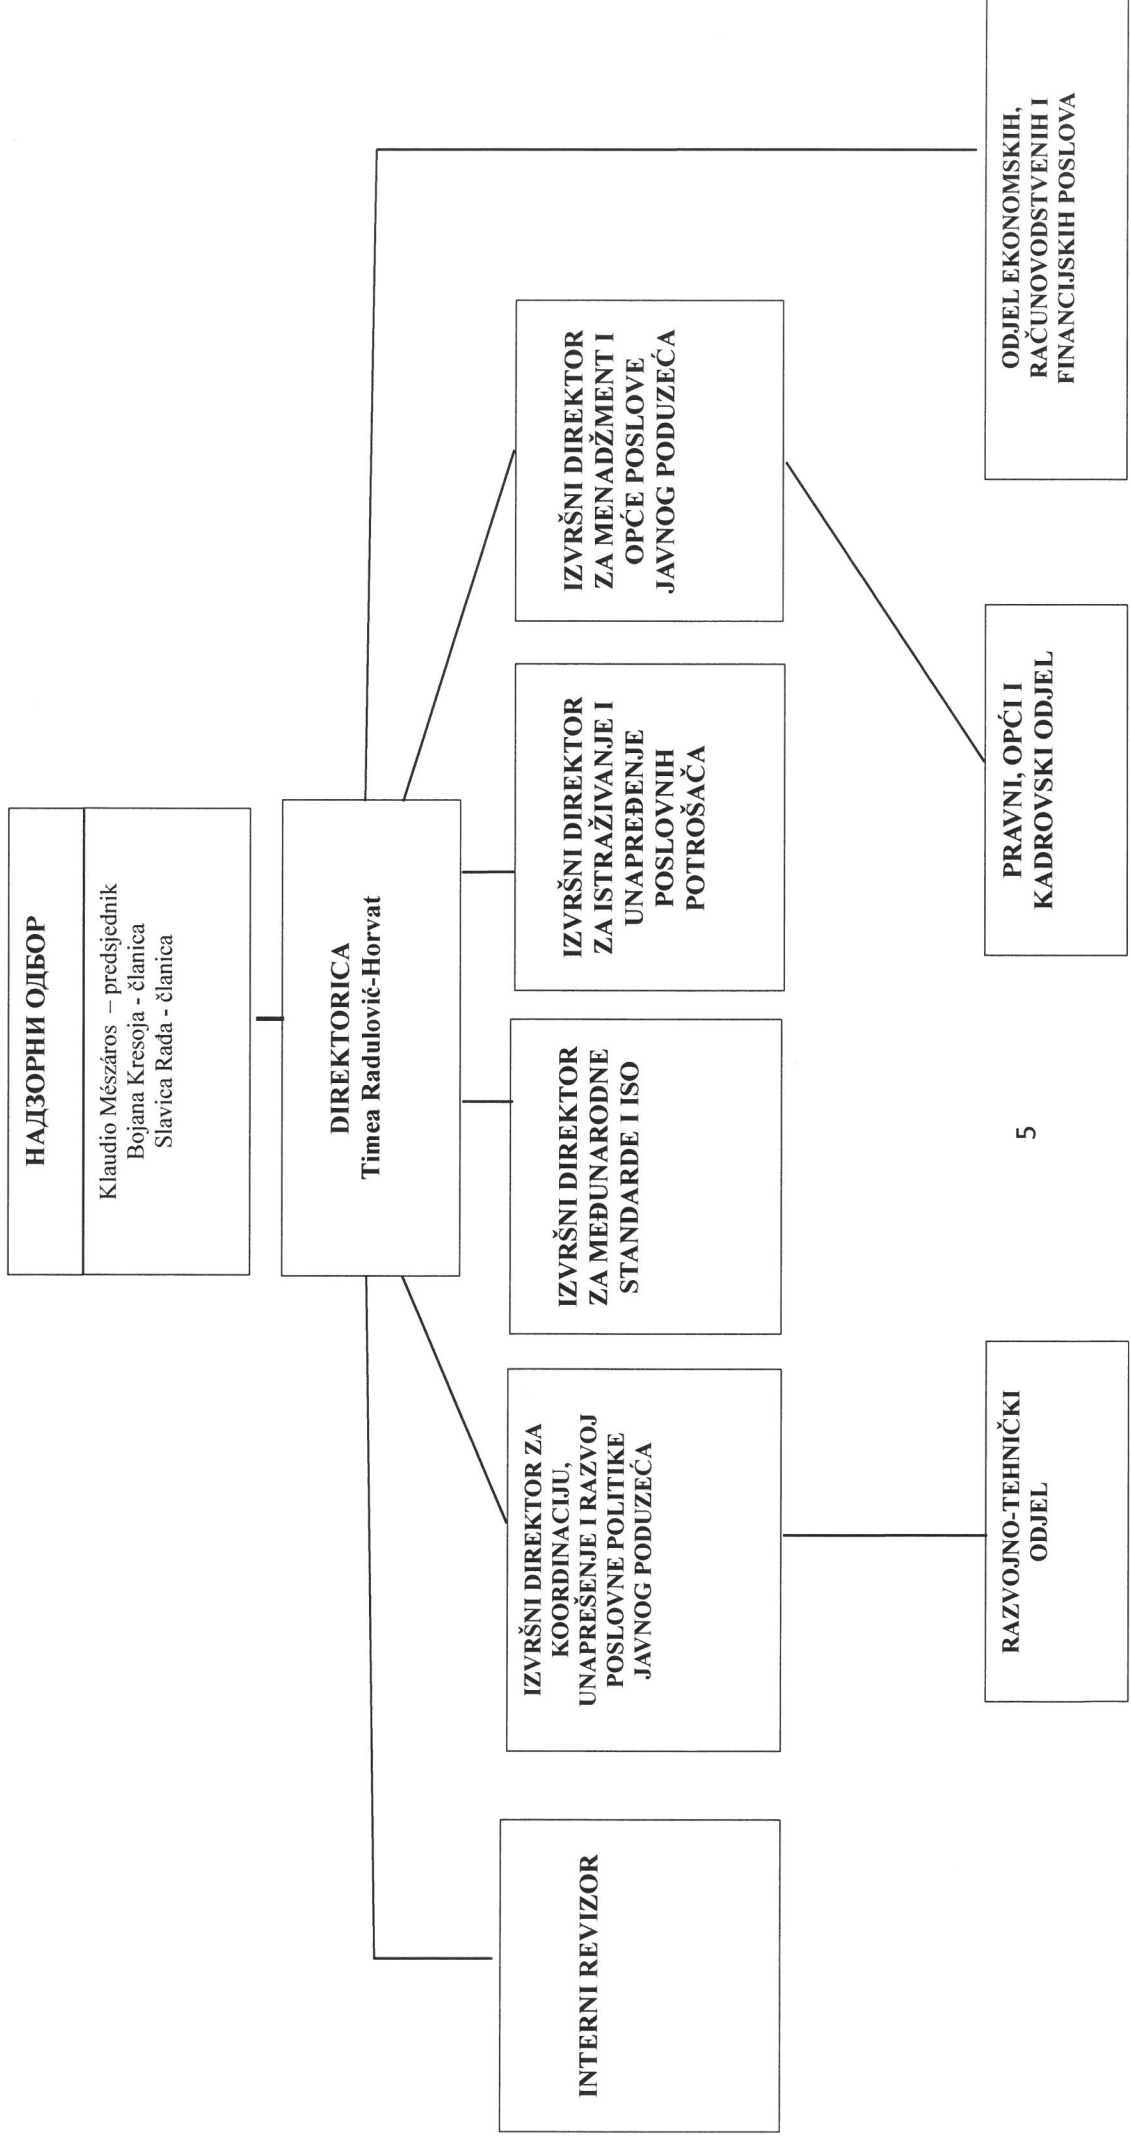 НАДЗОРНИ ОДБОР
Klaudio Mészáros – predsjednik
Bojana Kresoja - članica
Slavica Rađa - članica
DIREKTORICA
Timea Radulović-Horvat
INTERNI REVIZOR
IZVRŠNI DIREKTOR ZA
KOORDINACIJU,
UNAPREŠENJE I RAZVOJ
POSLOVNE POLITIKE
JAVNOG PODUZEĆA
IZVRŠNI DIREKTOR
ZA MEĐUNARODNE
STANDARDE I ISO
IZVRŠNI DIREKTOR
ZA ISTRAŽIVANJE I
UNAPREĐENJE
POSLOVNIH
POTROŠAČA
IZVRŠNI DIREKTOR
ZA MENADŽMENT I
OPĆE POSLOVE
JAVNOG PODUZEĆA
RAZVOJNO-TEHNIČKI
ODJEL
PRAVNI, OPĆI I
KADROVSKI ODJEL
ODJEL EKONOMSKIH,
RAČUNOVODSTVENIH I
FINANCIJSKIH POSLOVA
5